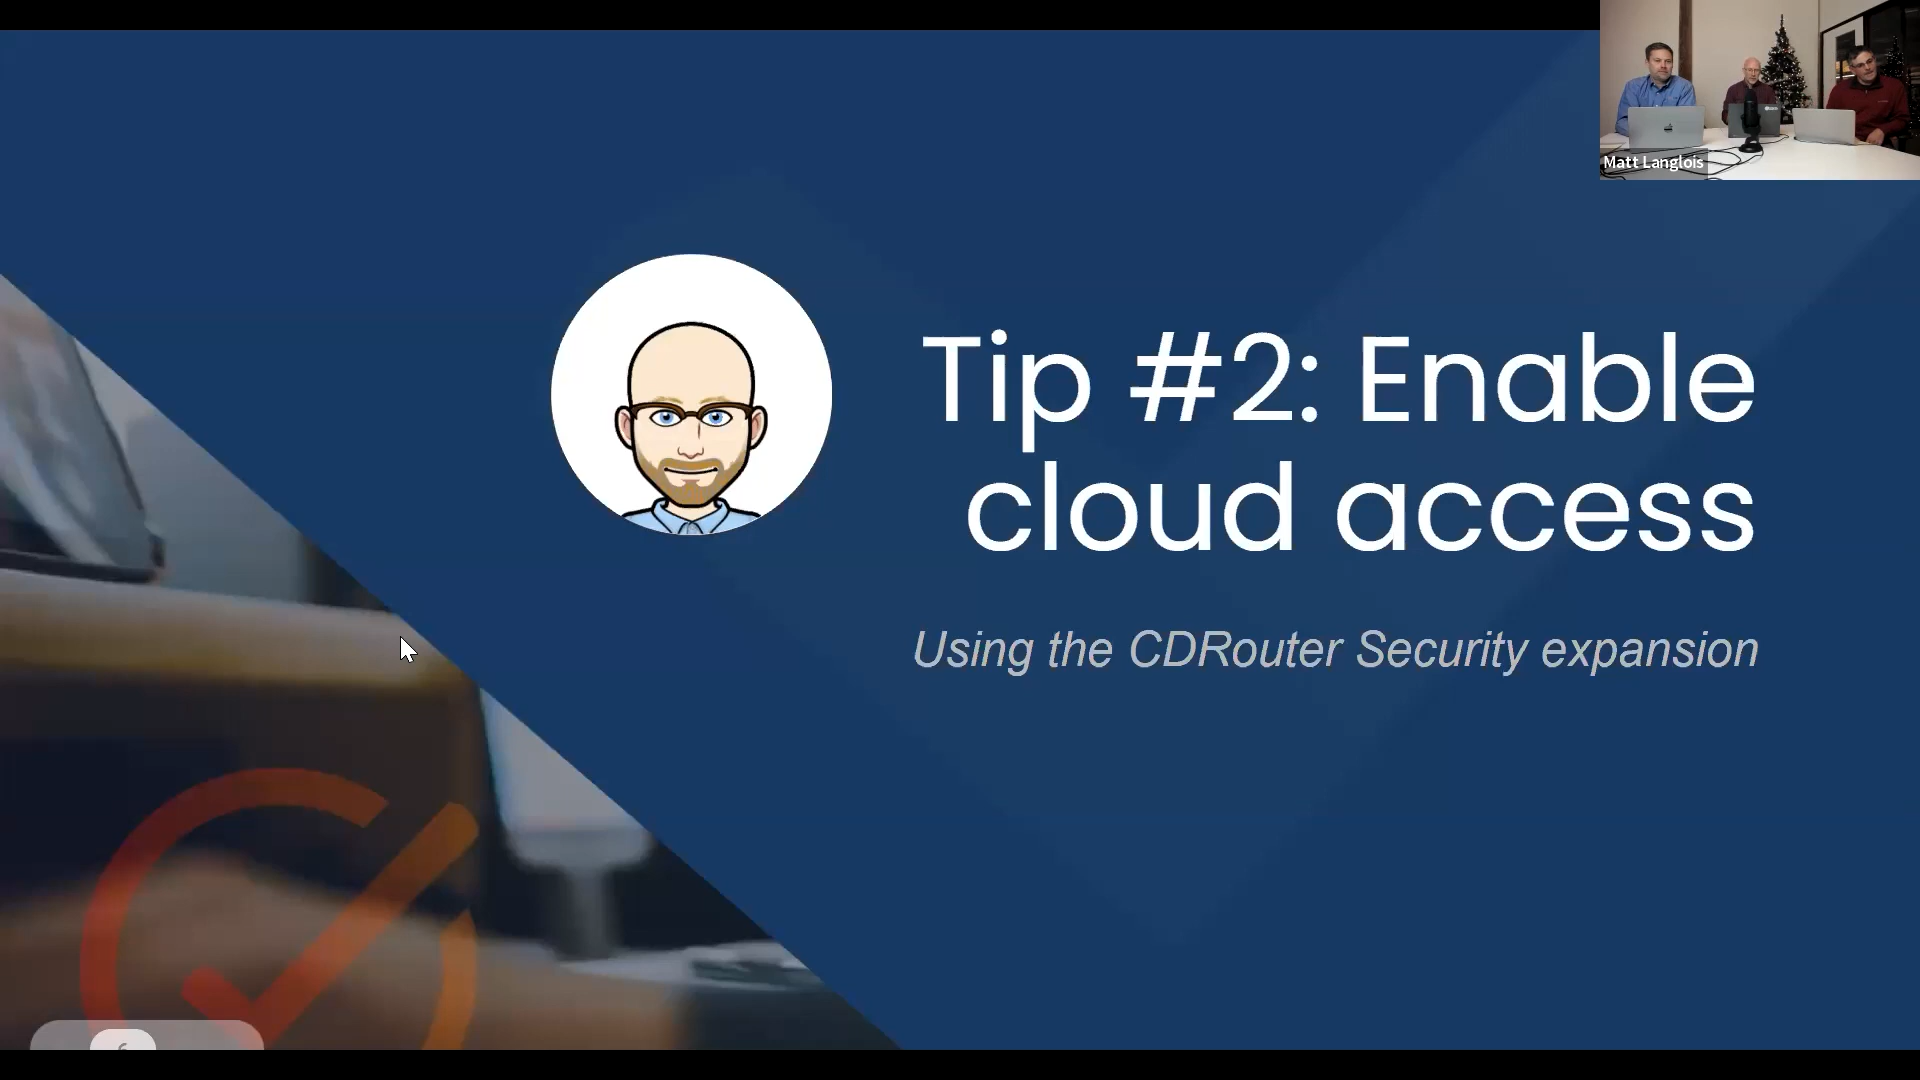 Matt Langlois
Tip #2: Enable
cloud access
Using the CDRouter Security expansion